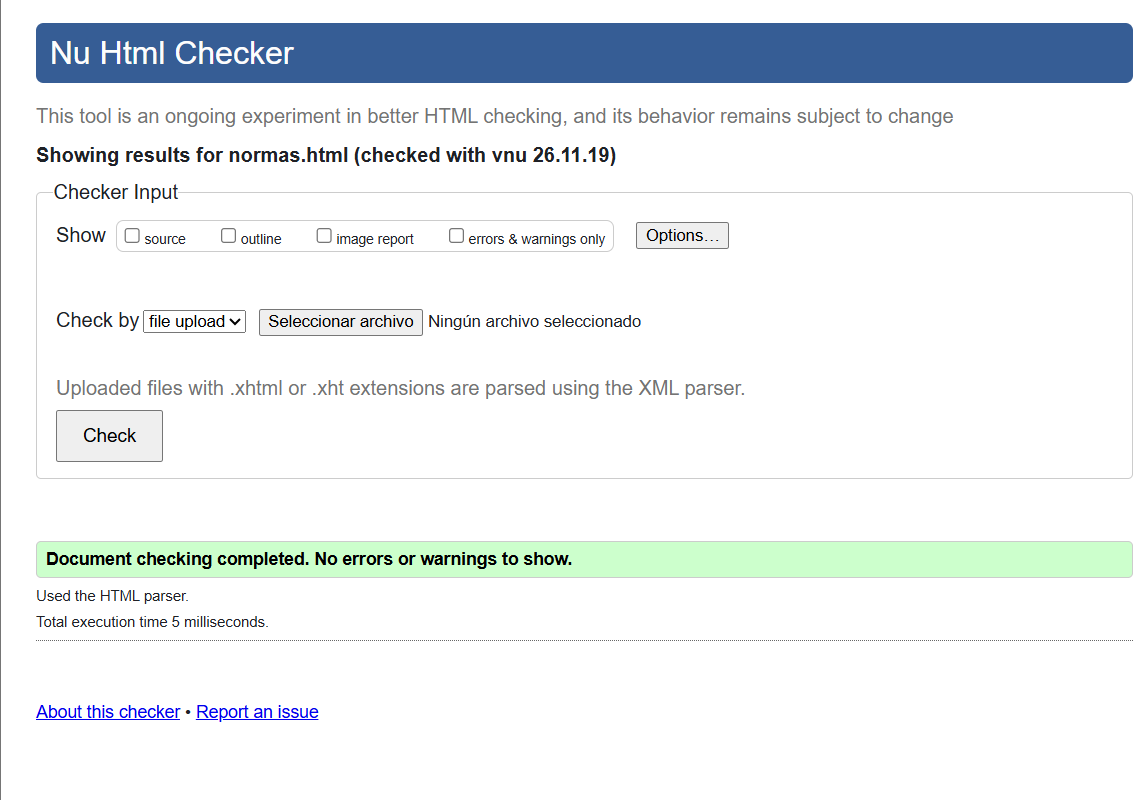 Nu Html Checker
This tool is an ongoing experiment in better HTML checking, and its behavior remains subject to change
Showing results for normas.html (checked with vnu 26.11.19)
Checker Input
Show source outline image report errors & warnings only Options…
Check by file upload Seleccionar archivo Ningún archivo seleccionado
Uploaded files with .xhtml or .xht extensions are parsed using the XML parser.
Check
Document checking completed. No errors or warnings to show.
Used the HTML parser.
Total execution time 5 milliseconds.
About this checker • Report an issue